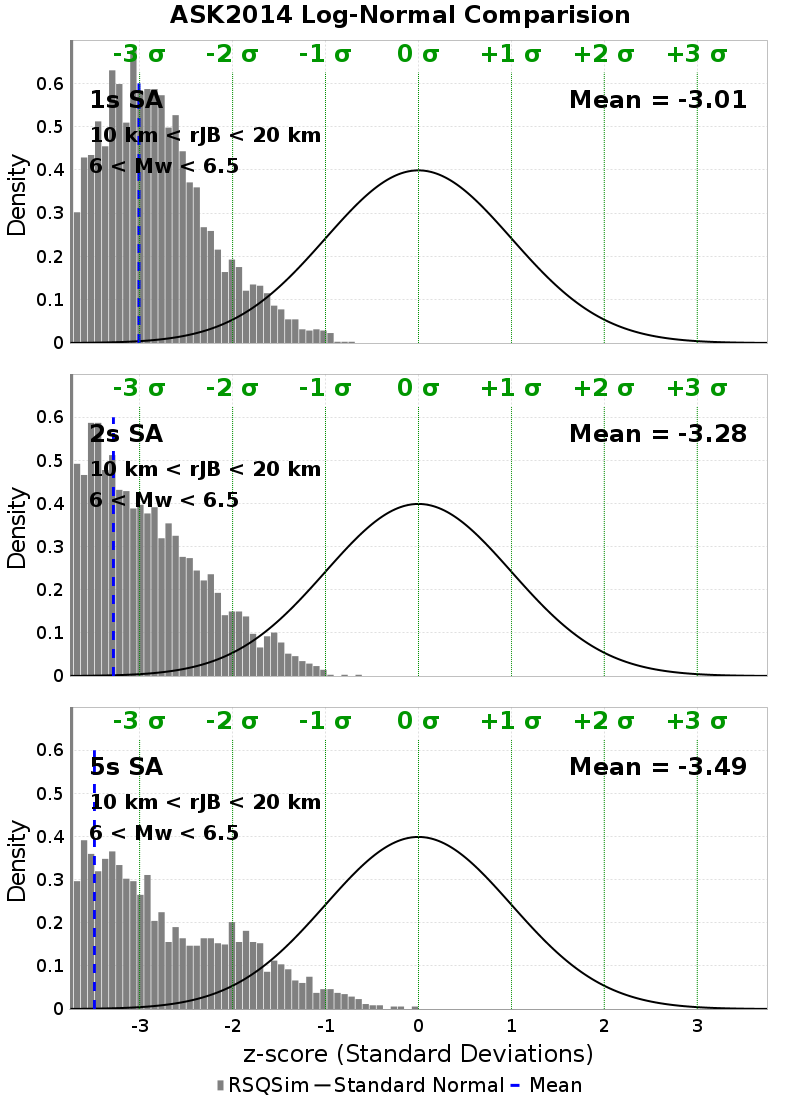 ASK2014 Log-Normal Comparision
-3 σ -2 σ -1 σ 0 σ +1 σ +2 σ +3 σ
1s SA
Mean = -3.01
10 km < rJB < 20 km
6 < Mw < 6.5
0.6
0.5
0.4
0.3
0.2
0.1
0
Density
-3 σ -2 σ -1 σ 0 σ +1 σ +2 σ +3 σ
2s SA
Mean = -3.28
10 km < rJB < 20 km
6 < Mw < 6.5
0.6
0.5
0.4
0.3
0.2
0.1
0
Density
-3 σ -2 σ -1 σ 0 σ +1 σ +2 σ +3 σ
5s SA
Mean = -3.49
10 km < rJB < 20 km
6 < Mw < 6.5
0.6
0.5
0.4
0.3
0.2
0.1
0
Density
-3 -2 -1 0 1 2 3
z-score (Standard Deviations)
RSQSim Standard Normal Mean